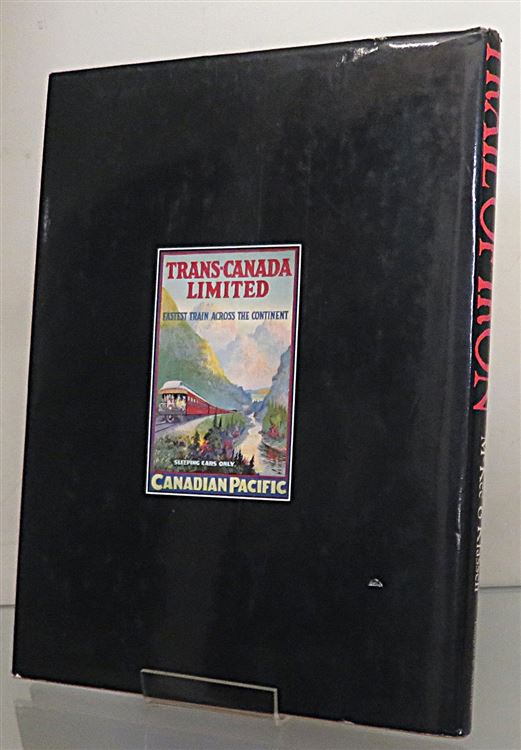 TRANS-CANADA
LIMITED
FASTEST TRAIN ACROSS THE CONTINENT
SLEEPING CARS ONLY.
CANADIAN PACIFIC
TRAIL OF IRON